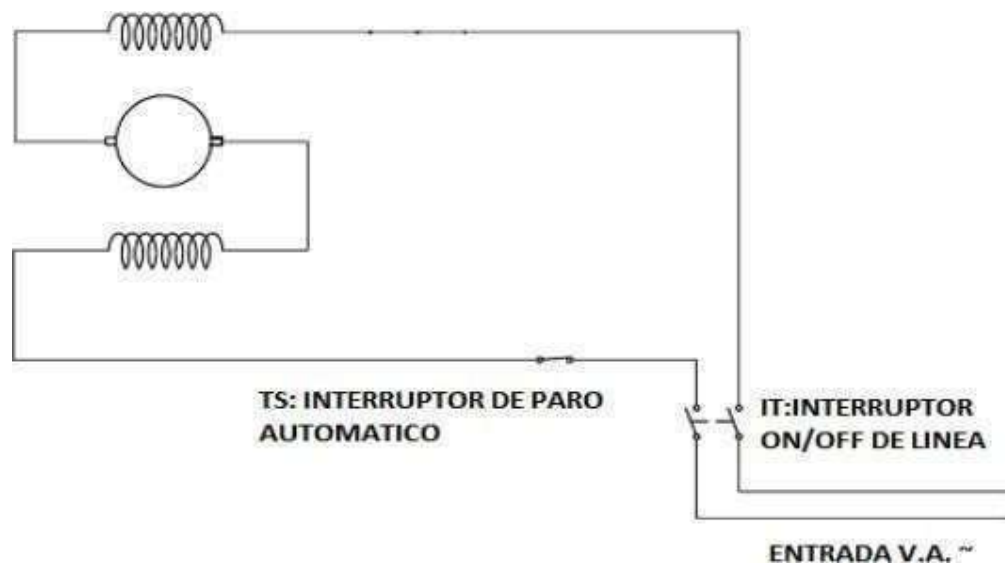 TS: INTERRUPTOR DE PARO
AUTOMATICO
IT:INTERRUPTOR
ON/OFF DE LINEA
ENTRADA V.A. ~